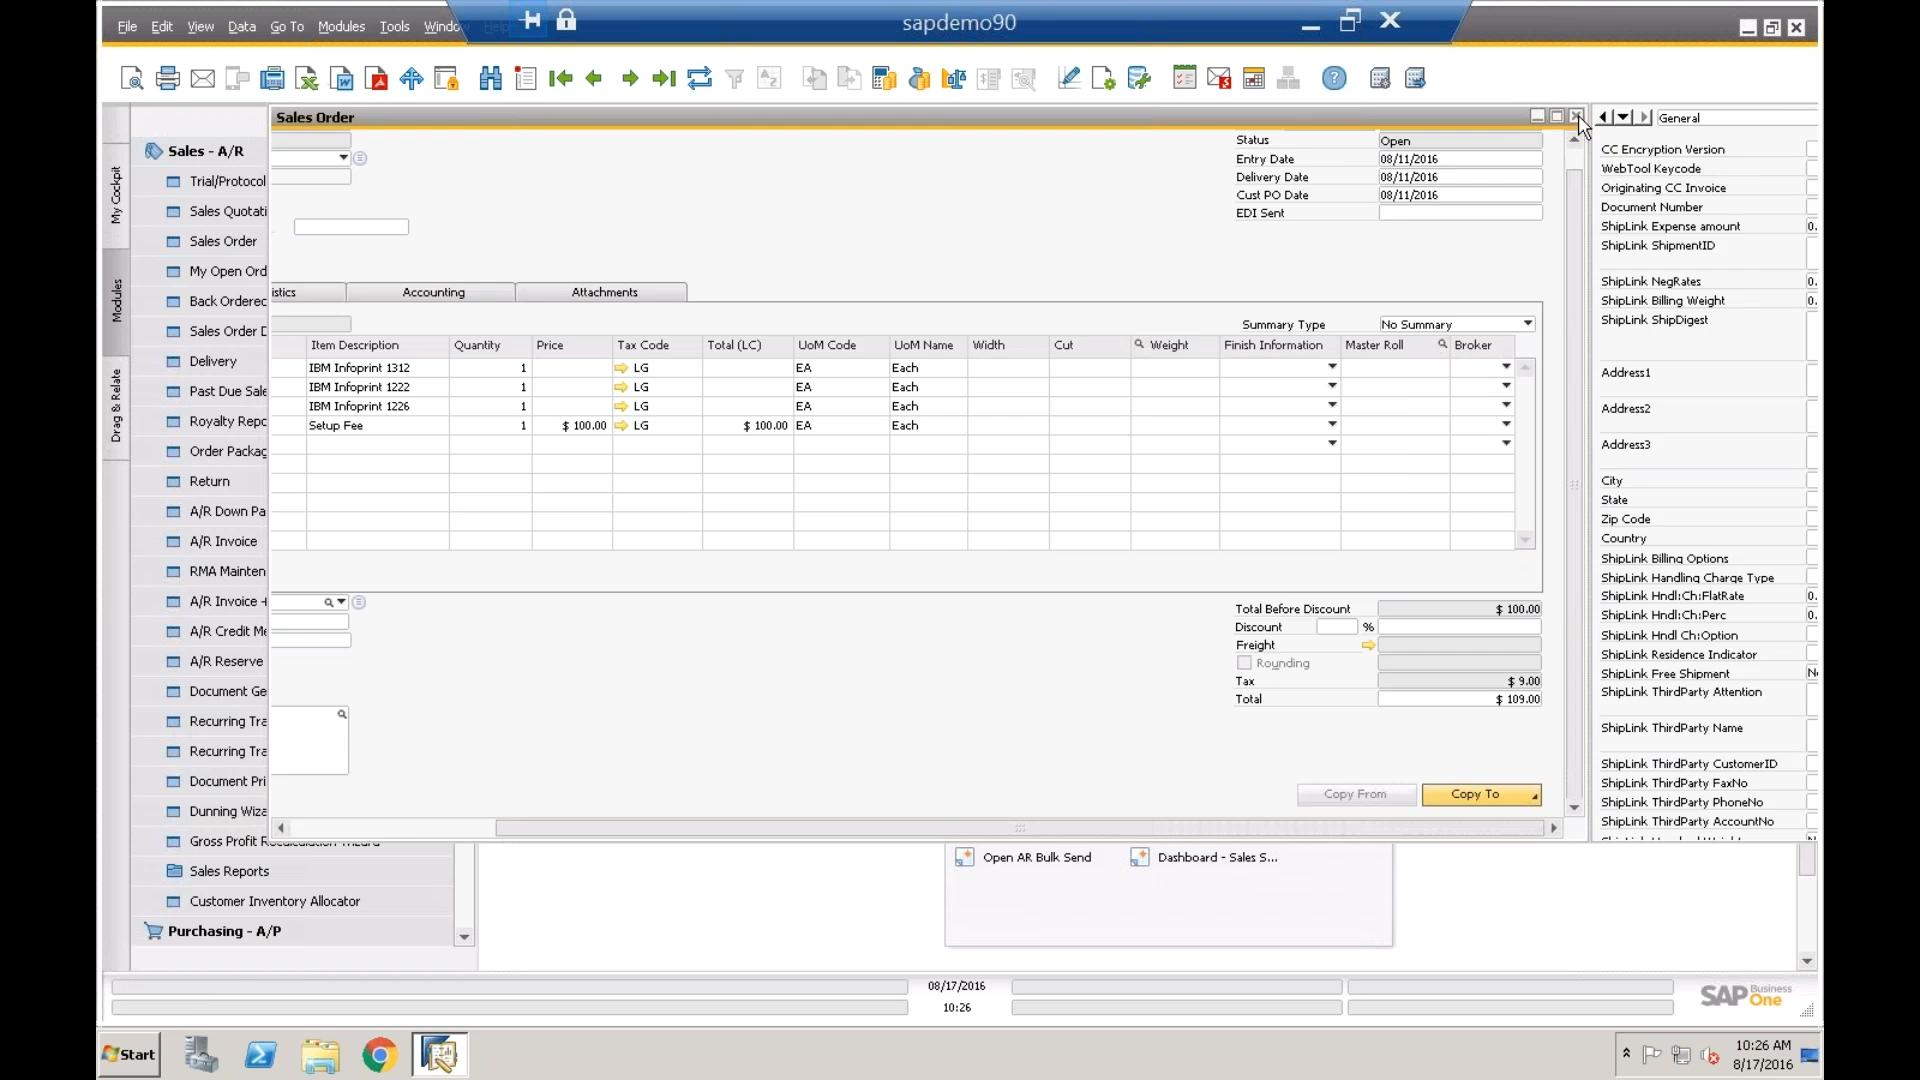 sapdemo90
File Edit View Data Go To Modules Tools Window Help
Sales Order
General
My Cockpit
Modules
Drag & Relate
Sales - A/R
Trial/Protocol
Sales Quotati
Sales Order
My Open Ord
Back Ordered
Sales Order D
Delivery
Past Due Sale
Royalty Repo
Order Packag
Return
A/R Down Pa
A/R Invoice
RMA Mainten
A/R Invoice +
A/R Credit Me
A/R Reserve
Document Ge
Recurring Tra
Recurring Tra
Document Pri
Dunning Wiza
Gross Profit Recalculation Wizard
Sales Reports
Customer Inventory Allocator
Purchasing - A/P
Status Open
Entry Date 08/11/2016
Delivery Date 08/11/2016
Cust PO Date 08/11/2016
EDI Sent
istics Accounting Attachments
Summary Type No Summary
Item Description Quantity Price Tax Code Total (LC) UoM Code UoM Name Width Cut Weight Finish Information Master Roll Broker
IBM Infoprint 1312 1 LG EA Each
IBM Infoprint 1222 1 LG EA Each
IBM Infoprint 1226 1 LG EA Each
Setup Fee 1 $ 100.00 LG $ 100.00 EA Each
Total Before Discount $ 100.00
Discount %
Freight
Rounding
Tax $ 9.00
Total $ 109.00
Copy From Copy To
CC Encryption Version
WebTool Keycode
Originating CC Invoice
Document Number
ShipLink Expense amount 0.
ShipLink ShipmentID
ShipLink NegRates 0.
ShipLink Billing Weight 0.
ShipLink ShipDigest
Address1
Address2
Address3
City
State
Zip Code
Country
ShipLink Billing Options
ShipLink Handling Charge Type
ShipLink Hndl:Ch:FlatRate 0.
ShipLink Hndl:Ch:Perc 0.
ShipLink Hndl Ch:Option
ShipLink Residence Indicator
ShipLink Free Shipment
ShipLink ThirdParty Attention
ShipLink ThirdParty Name
ShipLink ThirdParty CustomerID
ShipLink ThirdParty FaxNo
ShipLink ThirdParty PhoneNo
ShipLink ThirdParty AccountNo
Open AR Bulk Send Dashboard - Sales S...
08/17/2016
10:26
SAP Business One
Start
10:26 AM
8/17/2016